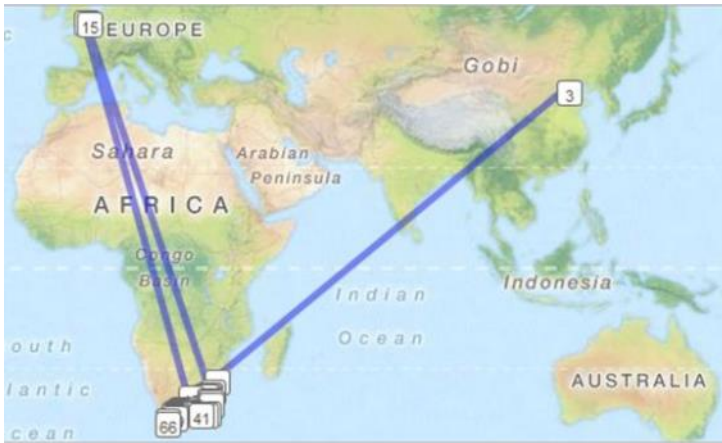 15
EUROPE
Gobi
3
Sahara
Arabian
Peninsula
AFRICA
Congo
Basin
Indian
Indonesia
Ocean
outh
AUSTRALIA
lantic
41
66
cean